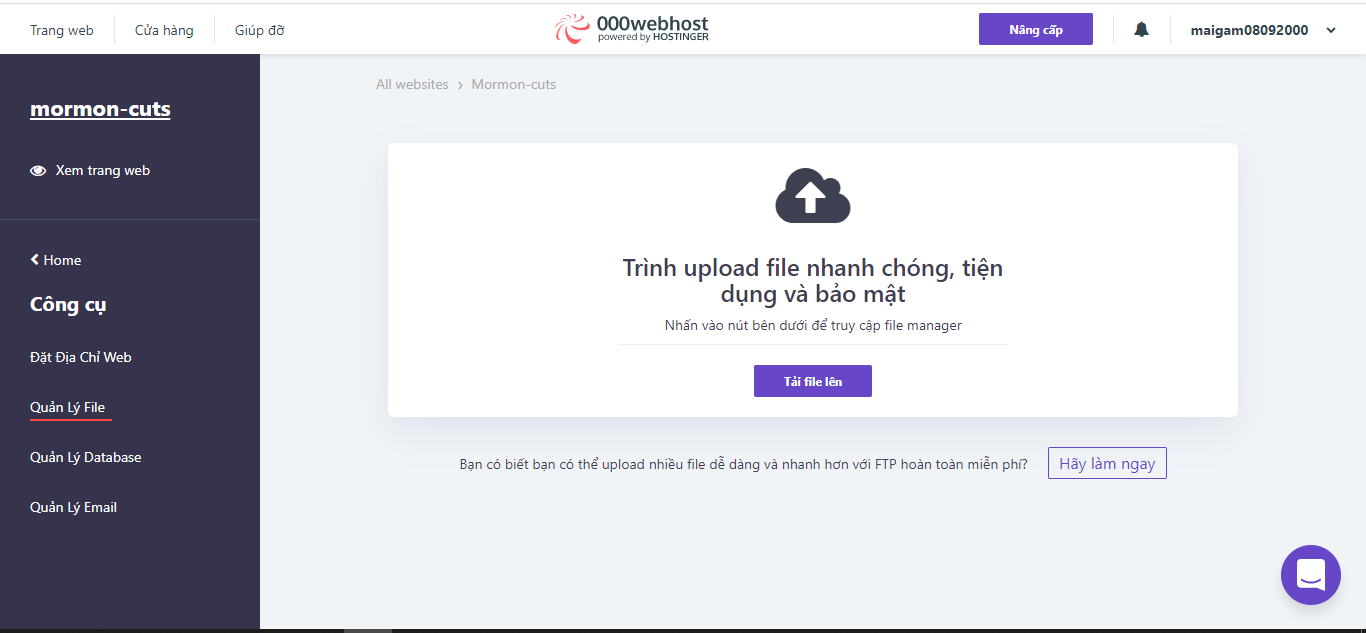 Trang web
Cửa hàng
Giúp đỡ
000webhost
powered by HOSTINGER
Nâng cấp
maigam08092000
mormon-cuts
Xem trang web
Home
Công cụ
Đặt Địa Chỉ Web
Quản Lý File
Quản Lý Database
Quản Lý Email
All websites › Mormon-cuts
Trình upload file nhanh chóng, tiện
dụng và bảo mật
Nhấn vào nút bên dưới để truy cập file manager
Tải file lên
Bạn có biết bạn có thể upload nhiều file dễ dàng và nhanh hơn với FTP hoàn toàn miễn phí?
Hãy làm ngay